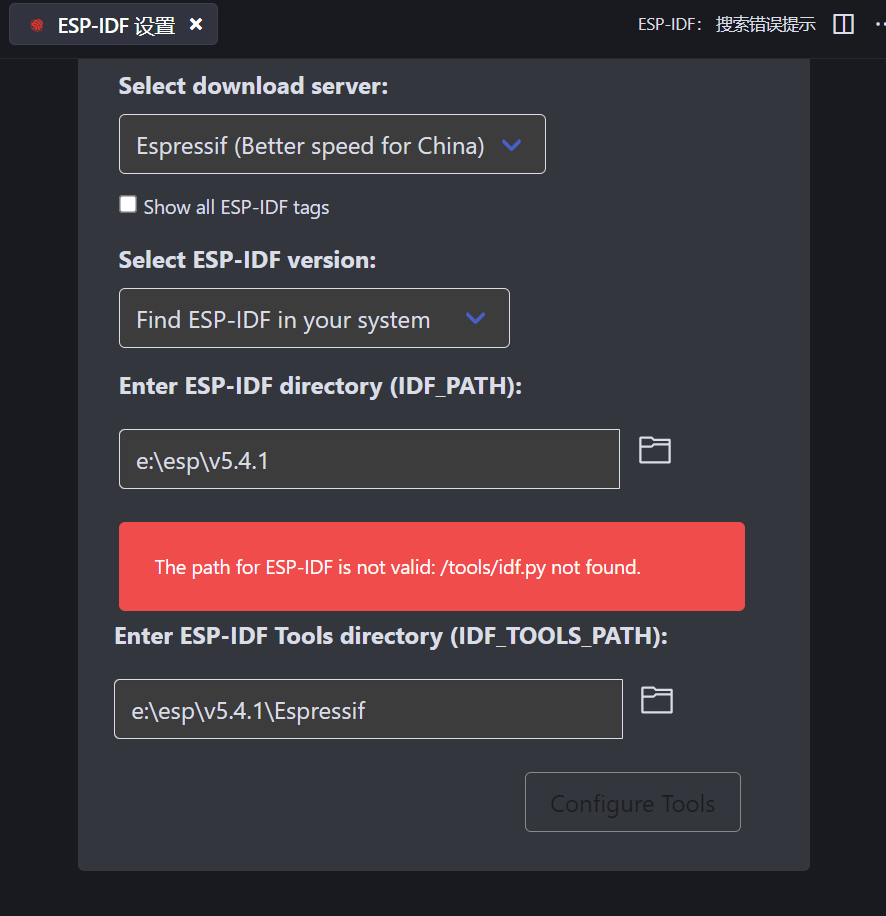 ESP-IDF 设置
ESP-IDF： 搜索错误提示
Select download server:
Espressif (Better speed for China)
Show all ESP-IDF tags
Select ESP-IDF version:
Find ESP-IDF in your system
Enter ESP-IDF directory (IDF_PATH):
e:\esp\v5.4.1
The path for ESP-IDF is not valid: /tools/idf.py not found.
Enter ESP-IDF Tools directory (IDF_TOOLS_PATH):
e:\esp\v5.4.1\Espressif
Configure Tools